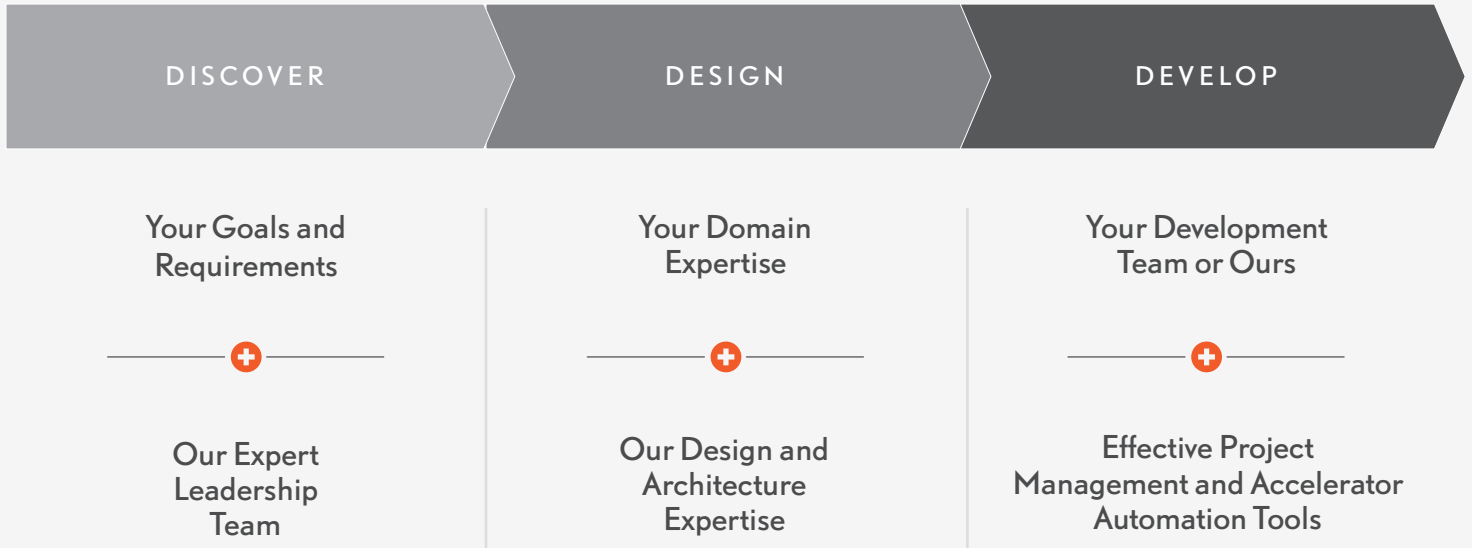 DISCOVER
DESIGN
DEVELOP
Your Goals and
Requirements
Our Expert
Leadership
Team
Your Domain
Expertise
Our Design and
Architecture
Expertise
Your Development
Team or Ours
Effective Project
Management and Accelerator
Automation Tools